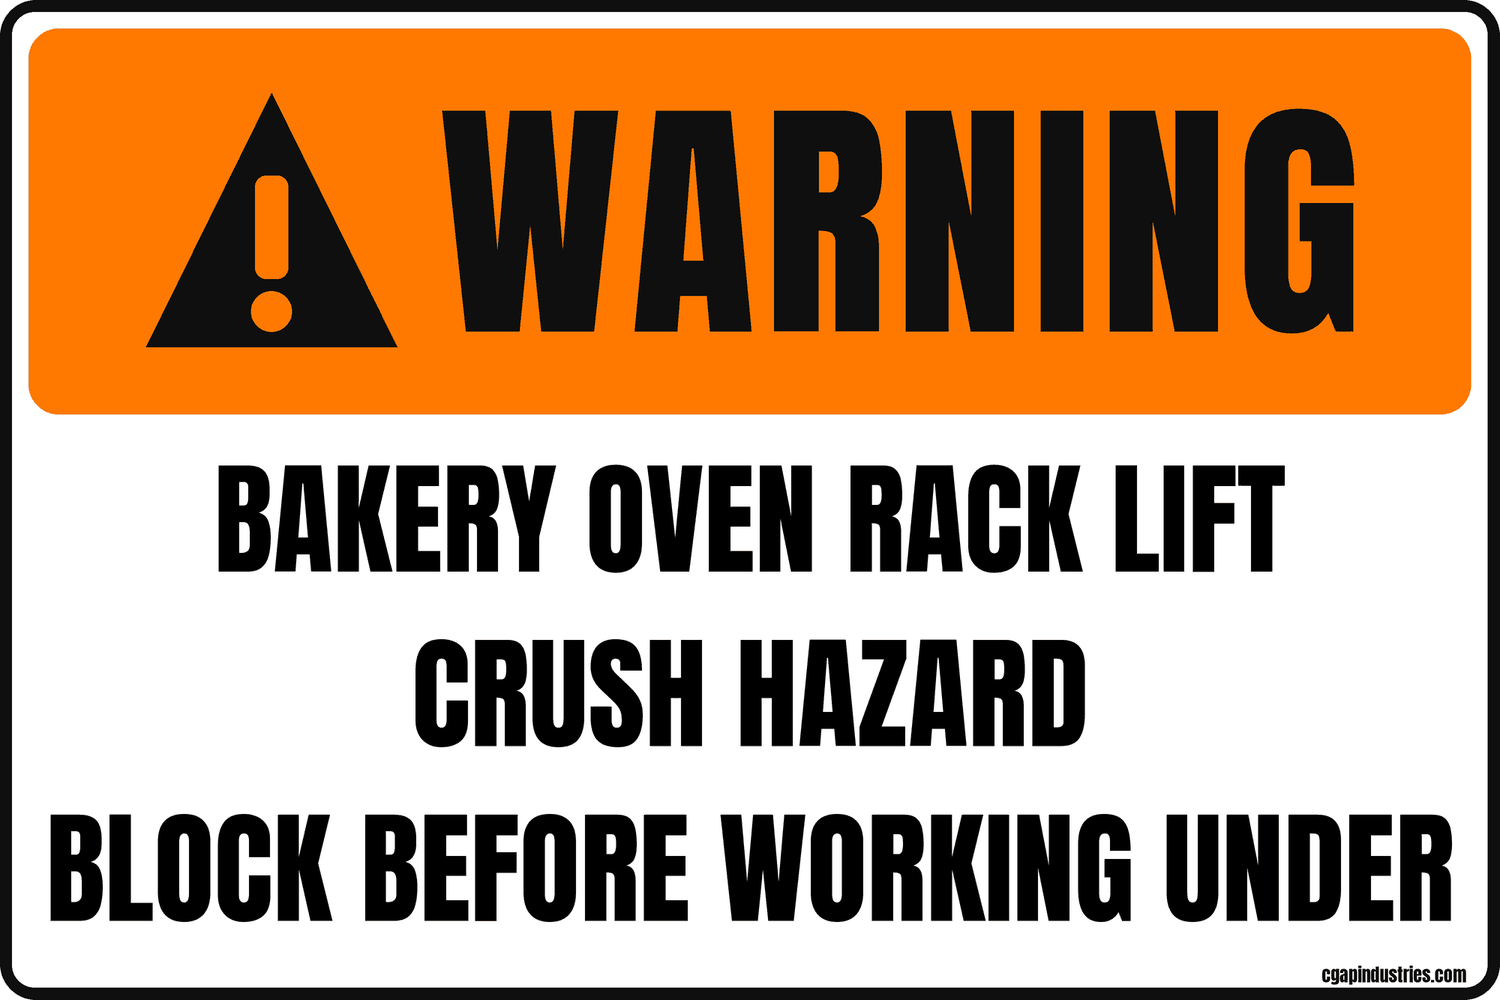 WARNING
BAKERY OVEN RACK LIFT
CRUSH HAZARD
BLOCK BEFORE WORKING UNDER
cgapindustries.com